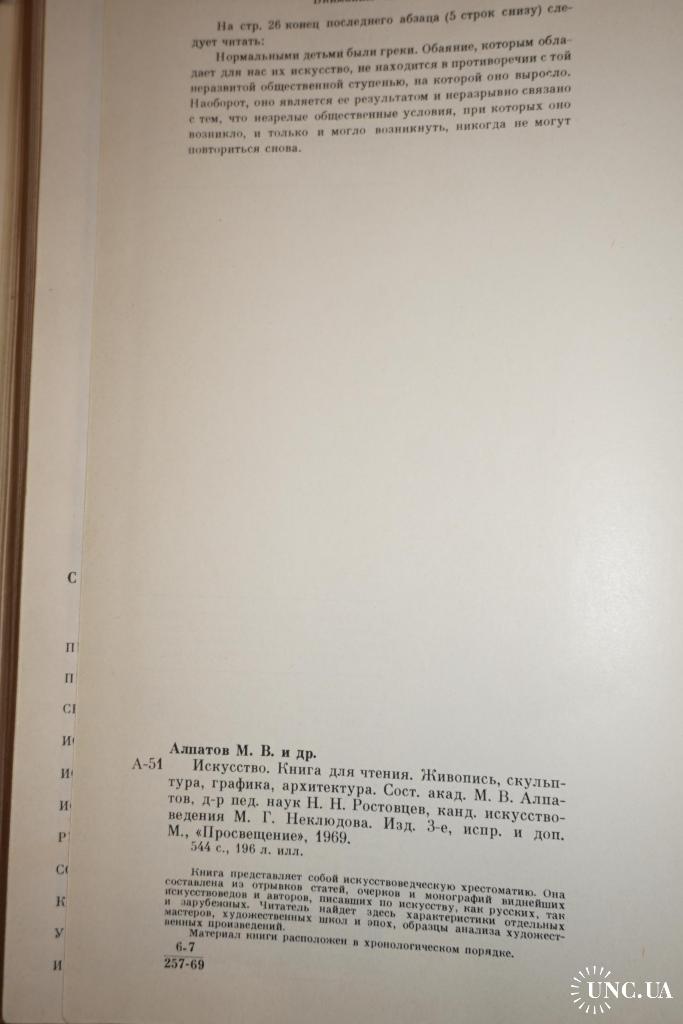 На стр. 26 конец последнего абзаца (5 строк снизу) сле-
дует читать:
Нормальными детьми были греки. Обаяние, которым обла-
дает для нас их искусство, не находится в противоречии с той
неразвитой общественной ступенью, на которой оно выросло.
Наоборот, оно является ее результатом и неразрывно связано
с тем, что незрелые общественные условия, при которых оно
возникло, и только и могло возникнуть, никогда не могут
повториться снова.
С
П
П
СІ
И
И
И
Р
С
К
У
И
Алпатов М. В. и др.
А-51 Искусство. Книга для чтения. Живопись, скульп-
тура, графика, архитектура. Сост. акад. М. В. Алпа-
тов, д-р пед. наук Н. Н. Ростовцев, канд. искусство-
ведения М. Г. Неклюдова. Изд. 3-е, испр. и доп.
М., «Просвещение», 1969.
544 с., 196 л. илл.
Книга представляет собой искусствоведческую хрестоматию. Она
составлена из отрывков статей, очерков и монографий виднейших
искусствоведов и авторов, писавших по искусству, как русских, так
и зарубежных. Читатель найдет здесь характеристики отдельных
мастеров, художественных школ и эпох, образцы анализа художест-
венных произведений.
Материал книги расположен в хронологическом порядке.
6-7
257-69
UNC.UA